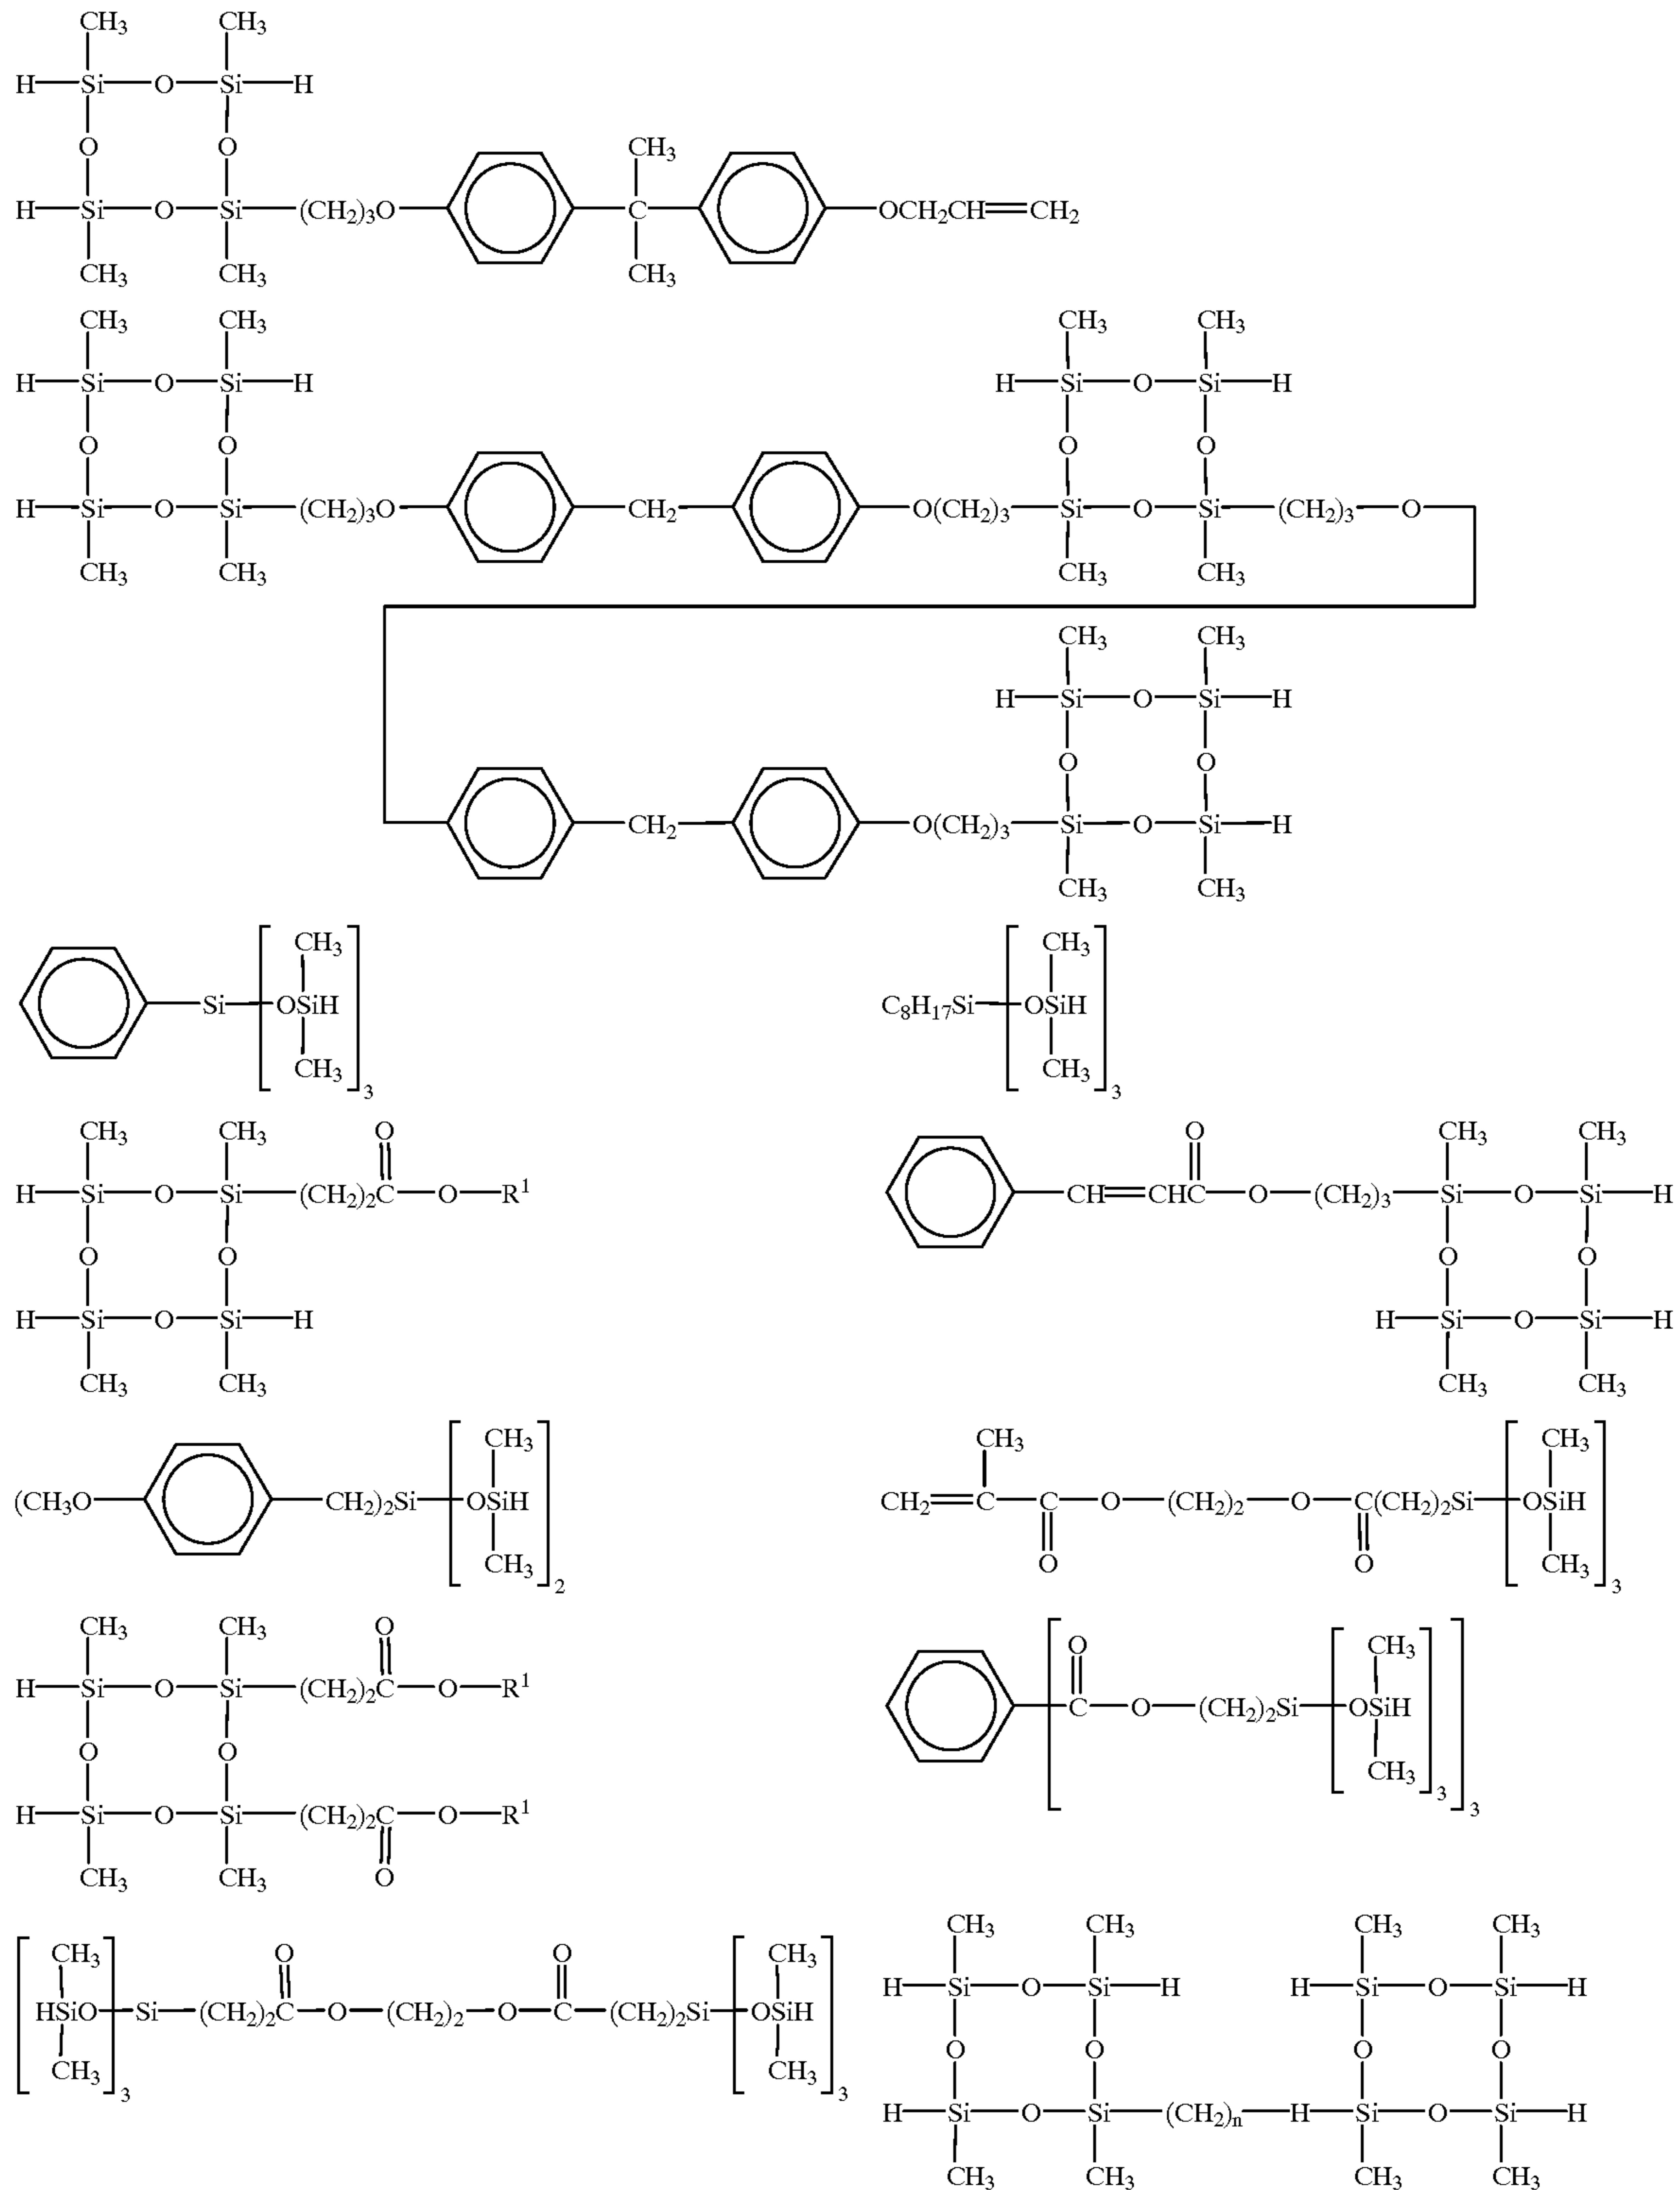 CH₃ CH₃
H Si O Si H
O O CH₃
H Si O Si (CH₂)₃O C OCH₂CH CH₂
CH₃ CH₃ CH₃
CH₃ CH₃ CH₃ CH₃
H Si O Si H H Si O Si H
O O O O
H Si O Si (CH₂)₃O CH₂ O(CH₂)₃ Si O Si (CH₂)₃ O
CH₃ CH₃ CH₃ CH₃
CH₃ CH₃
H Si O Si H
O O
CH₂ O(CH₂)₃ Si O Si H
CH₃ CH₃
CH₃ CH₃
Si OSiH C₈H₁₇Si OSiH
CH₃ CH₃
3 3
CH₃ CH₃ O O CH₃ CH₃
H Si O Si (CH₂)₂C O R¹ CH CHC O (CH₂)₃ Si O Si H
O O O O
H Si O Si H H Si O Si H
CH₃ CH₃ CH₃ CH₃
CH₃ CH₃ CH₃
(CH₃O CH₂)₂Si OSiH CH₂ C C O (CH₂)₂ O C(CH₂)₂Si OSiH
CH₃ O O CH₃
2 3
CH₃ CH₃ O O CH₃
H Si O Si (CH₂)₂C O R¹ C O (CH₂)₂Si OSiH
O O CH₃
3 3
H Si O Si (CH₂)₂C O R¹
CH₃ CH₃ O
CH₃ CH₃ CH₃ CH₃
CH₃ O O CH₃ H Si O Si H H Si O Si H
HSiO Si (CH₂)₂C O (CH₂)₂ O C (CH₂)₂Si OSiH
CH₃ CH₃ O O O O
3 3
H Si O Si (CH₂)ₙ H Si O Si H
CH₃ CH₃ CH₃ CH₃